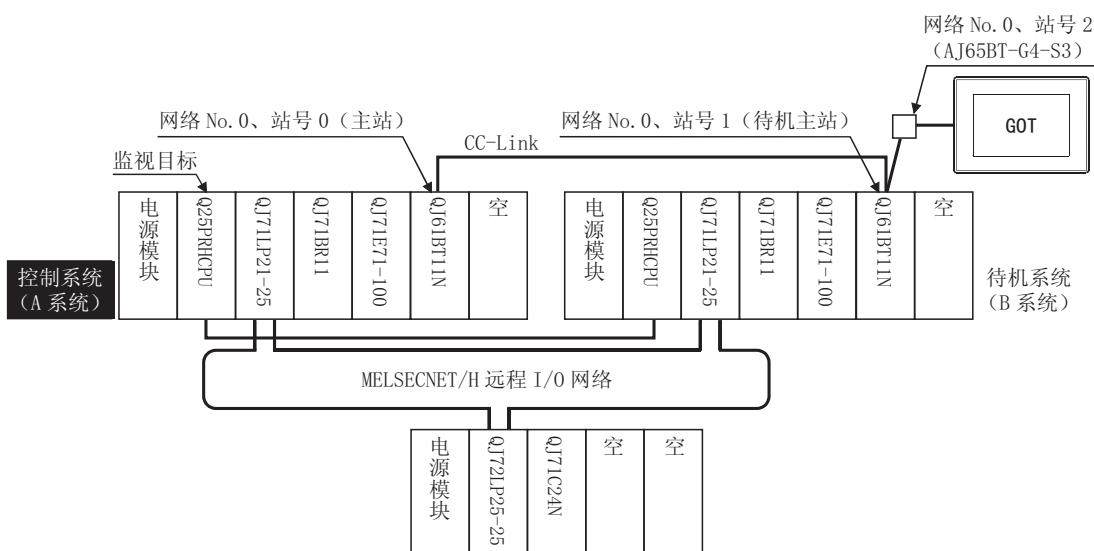 网络 No.0、站号 2
（AJ65BT-G4-S3）
网络 No.0、站号 0（主站）
网络 No.0、站号 1（待机主站）
GOT
CC-Link
监视目标
电源模块
Q25PRHCPU
QJ71LP21-25
QJ71BR11
QJ71E71-100
QJ61BT11N
空
电源模块
Q25PRHCPU
QJ71LP21-25
QJ71BR11
QJ71E71-100
QJ61BT11N
空
控制系统
（A 系统）
待机系统
（B 系统）
MELSECNET/H 远程 I/O 网络
电源模块
QJ72LP25-25
QJ71C24N
空
空